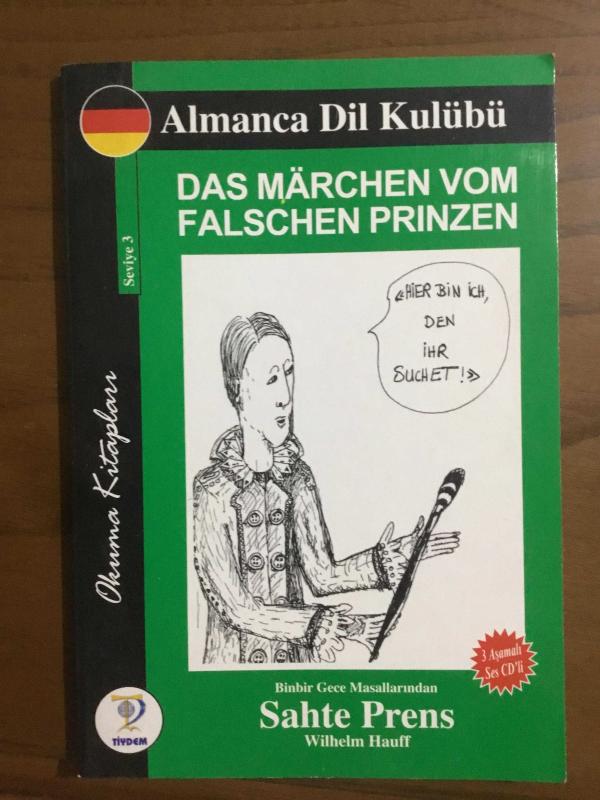 Almanca Dil Kulübü
DAS MÄRCHEN VOM
FALSCHEN PRINZEN
Seviye 3
«HIER BIN ICH,
DEN
IHR
SUCHET!»
Okuma Kitapları
3 Aşamalı
Ses CD'li
Binbir Gece Masallarından
Sahte Prens
Wilhelm Hauff
TİYDEM